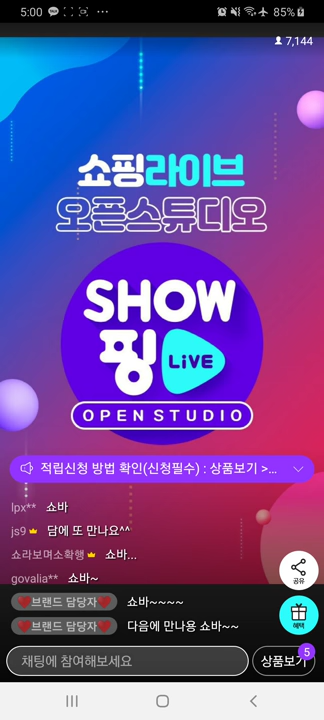 5:00
85%
7,144
쇼핑라이브
오픈스튜디오
SHOW
핑 LiVE
OPEN STUDIO
적립신청 방법 확인(신청필수) : 상품보기 >...
lpx** 쇼바
js9 담에 또 만나요^^
쇼라보며소확행 쇼바...
govalia** 쇼바~
❤브랜드 담당자❤ 쇼바~~~~
❤브랜드 담당자❤ 다음에 만나용 쇼바~~
공유
혜택
채팅에 참여해보세요
상품보기 5